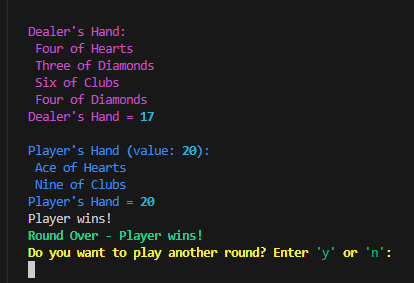 Dealer's Hand:
Four of Hearts
Three of Diamonds
Six of Clubs
Four of Diamonds
Dealer's Hand = 17
Player's Hand (value: 20):
Ace of Hearts
Nine of Clubs
Player's Hand = 20
Player wins!
Round Over - Player wins!
Do you want to play another round? Enter 'y' or 'n':